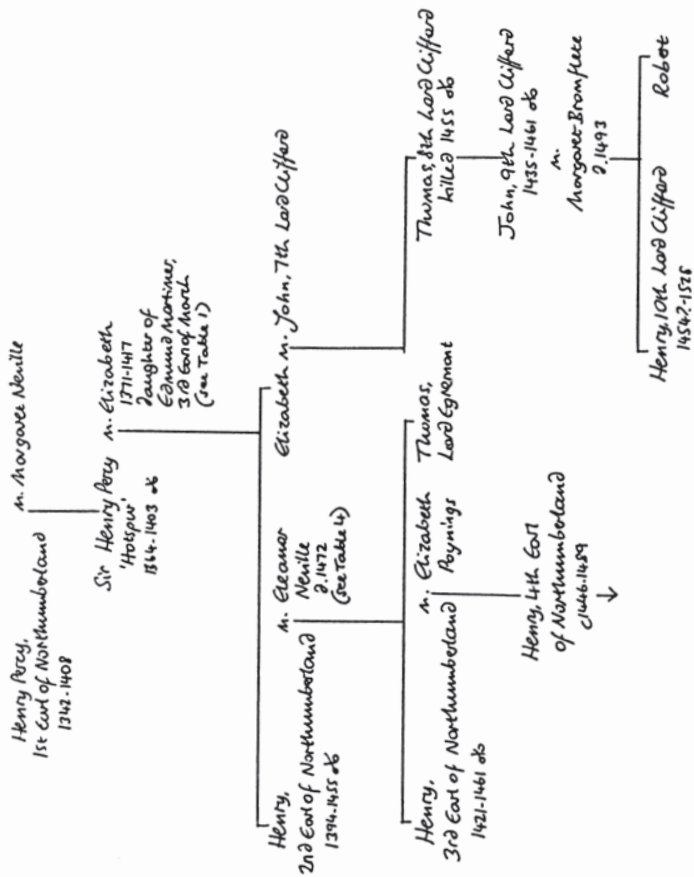 Henry Percy,
1st Earl of Northumberland
1342-1408
m. Margaret Neville
Sir Henry Percy
'Hotspur'
1364-1403
m. Elizabeth
1371-1417
daughter of
Edmund Mortimer,
3rd Earl of March
(see Table 1)
Henry,
2nd Earl of Northumberland
1394-1455
m. Eleanor
Neville
d.1472
(see Table 4)
Elizabeth m. John, 7th Lord Clifford
Henry,
3rd Earl of Northumberland
1421-1461
m. Elizabeth
Poynings
Thomas,
Lord Egremont
Thomas, 8th Lord Clifford
killed 1455
Henry, 4th Earl
of Northumberland
c1446-1489
John, 9th Lord Clifford
1435-1461
m.
Margaret Bromflete
d.1493
Henry, 10th Lord Clifford
1454?-1525
Robert